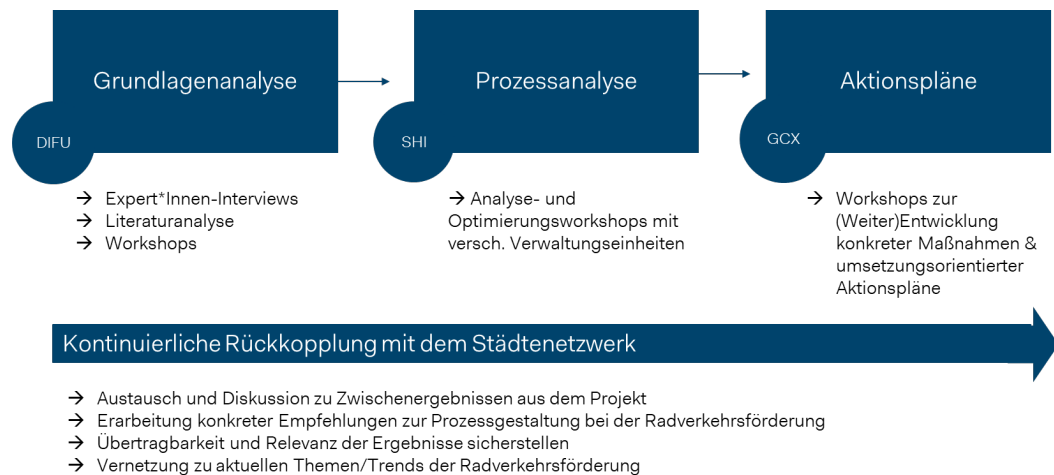 Grundlagenanalyse
DIFU
→ Expert*Innen-Interviews
→ Literaturanalyse
→ Workshops
Prozessanalyse
SHI
→ Analyse- und
Optimierungsworkshops mit
versch. Verwaltungseinheiten
Aktionspläne
GCX
→ Workshops zur
(Weiter)Entwicklung
konkreter Maßnahmen &
umsetzungsorientierter
Aktionspläne
Kontinuierliche Rückkopplung mit dem Städtenetzwerk
→ Austausch und Diskussion zu Zwischenergebnissen aus dem Projekt
→ Erarbeitung konkreter Empfehlungen zur Prozessgestaltung bei der Radverkehrsförderung
→ Übertragbarkeit und Relevanz der Ergebnisse sicherstellen
→ Vernetzung zu aktuellen Themen/Trends der Radverkehrsförderung